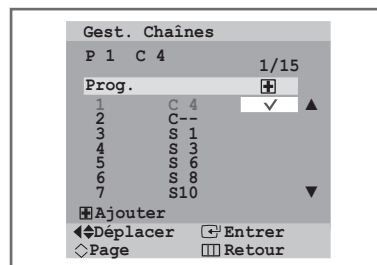 Gest. Chaînes
P 1 C 4
1/15
Prog.
1 C 4
2 C--
3 S 1
4 S 3
5 S 6
6 S 8
7 S10
Ajouter
Déplacer Entrer
Page Retour